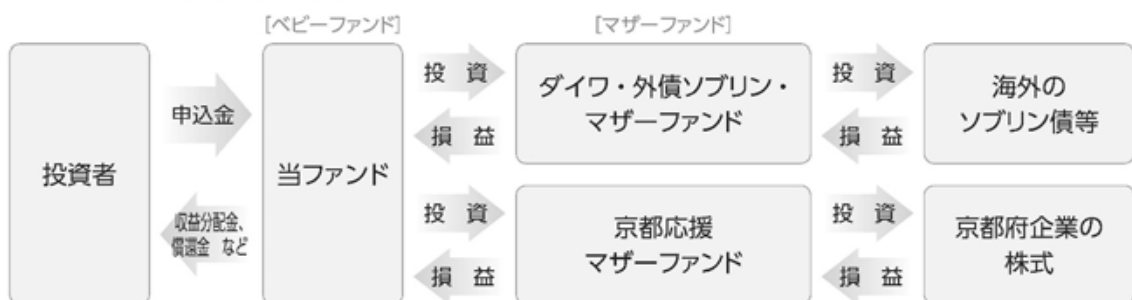 [ベビーファンド]
[マザーファンド]
投資者
申込金
収益分配金、
償還金 など
当ファンド
投 資
損 益
ダイワ・外債ソブリン・
マザーファンド
投 資
損 益
海外の
ソブリン債等
投 資
損 益
京都応援
マザーファンド
投 資
損 益
京都府企業の
株式